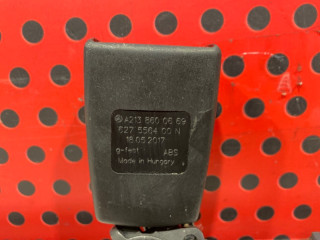 A213 860 06 69
627 5564 00 N
16.05.2017
g-fest ABS
Made in Hungary